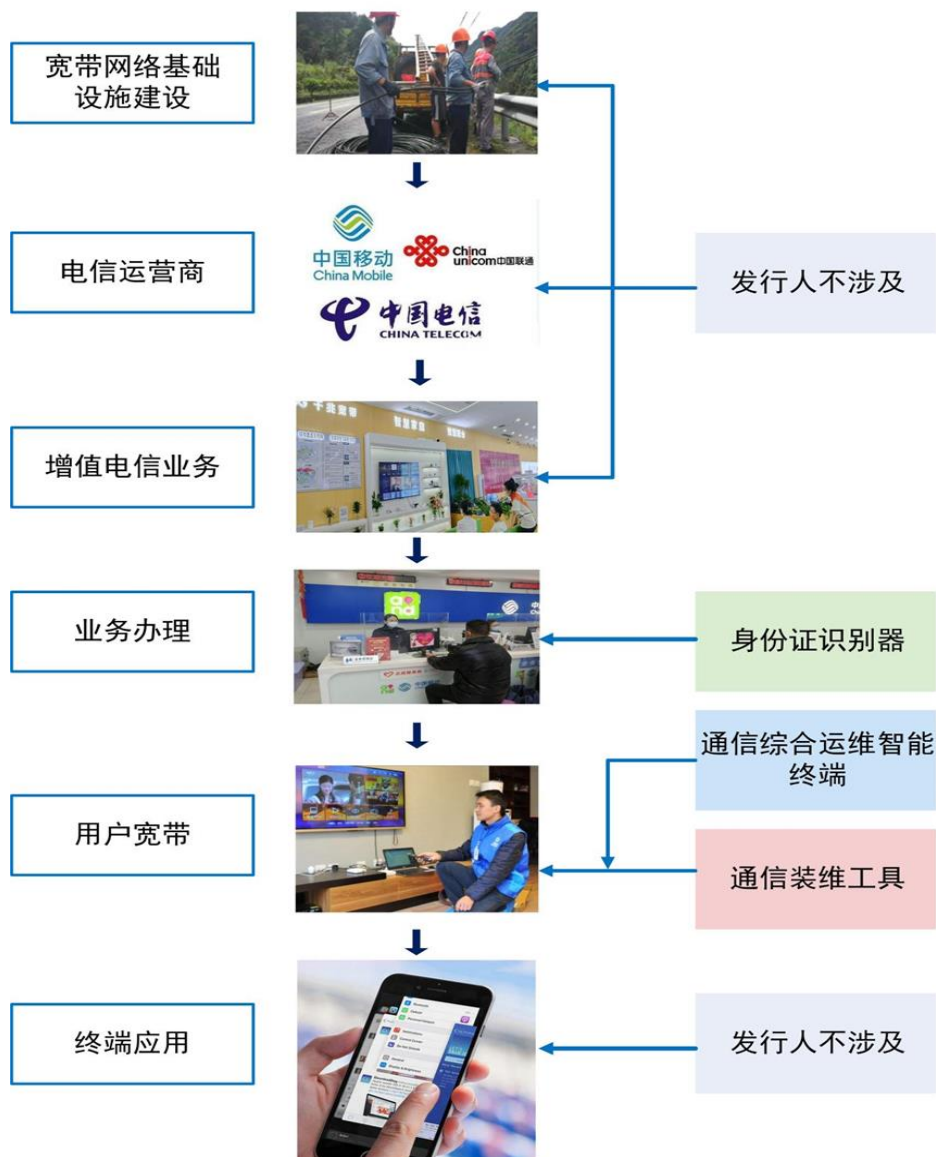 宽带网络基础
设施建设
电信运营商
中国移动
China Mobile
China
unicom中国联通
中国电信
CHINA TELECOM
发行人不涉及
增值电信业务
智慧家庭
业务办理
身份证识别器
通信综合运维智能
终端
用户宽带
通信装维工具
终端应用
发行人不涉及